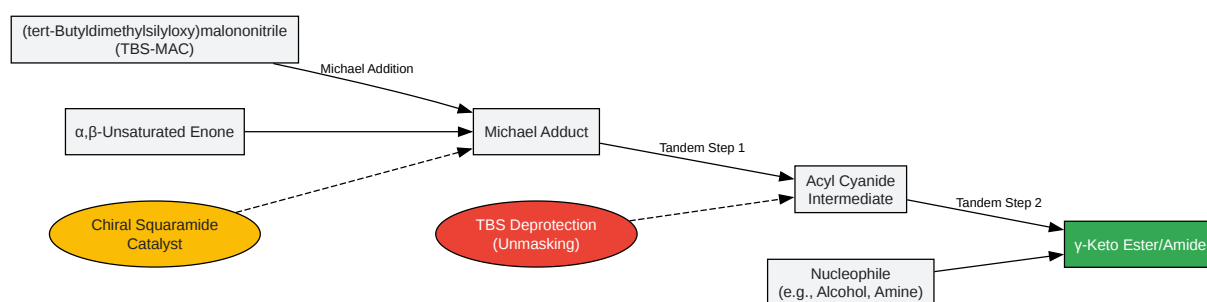 (tert-Butyldimethylsilyloxy)malononitrile
(TBS-MAC)
Michael Addition
α,β-Unsaturated Enone
Michael Adduct
Tandem Step 1
Acyl Cyanide
Intermediate
Tandem Step 2
Chiral Squaramide
Catalyst
TBS Deprotection
(Unmasking)
γ-Keto Ester/Amide
Nucleophile
(e.g., Alcohol, Amine)